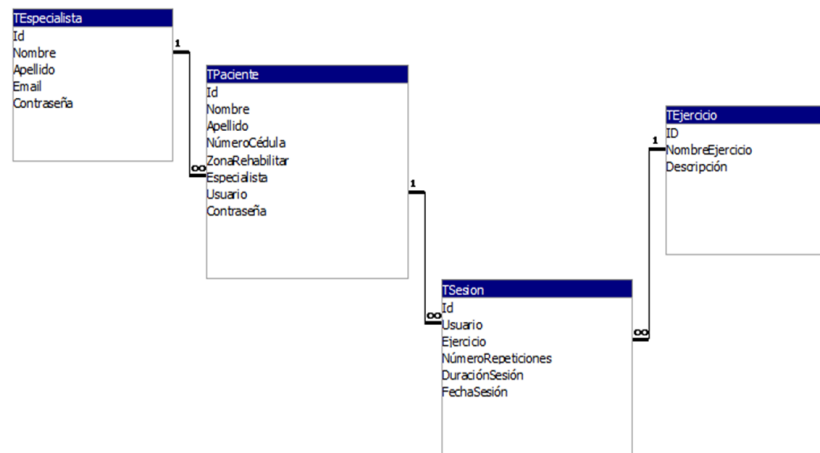 TEspecialista
Id
Nombre
Apellido
Email
Contraseña
1
∞
TPaciente
Id
Nombre
Apellido
NúmeroCédula
ZonaRehabilitar
Especialista
Usuario
Contraseña
1
∞
TSesion
Id
Usuario
Ejercicio
NúmeroRepeticiones
DuraciónSesión
FechaSesión
∞
1
TEjercicio
ID
NombreEjercicio
Descripción